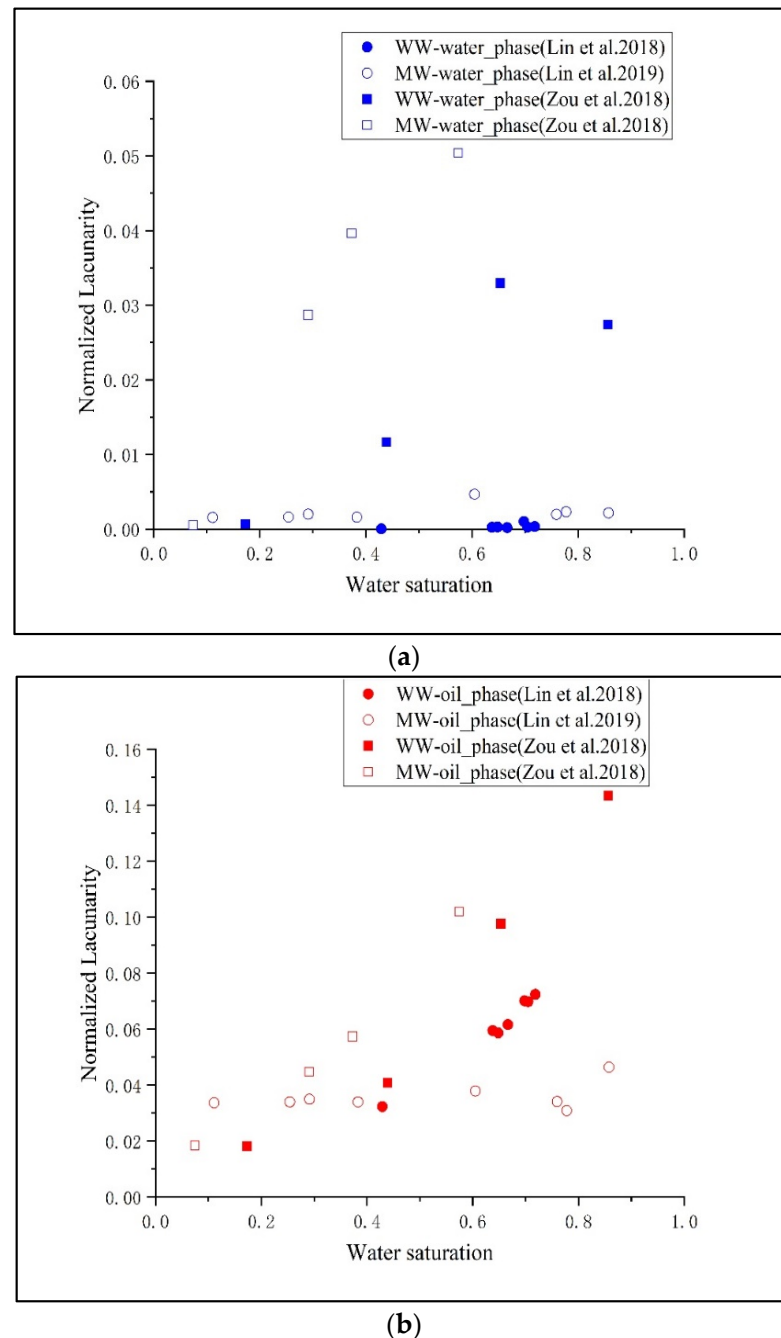 WW-water_phase(Lin et al.2018)
MW-water_phase(Lin et al.2019)
WW-water_phase(Zou et al.2018)
MW-water_phase(Zou et al.2018)
0.06
0.05
0.04
0.03
0.02
0.01
0.00
Normalized Lacunarity
0.0 0.2 0.4 0.6 0.8 1.0
Water saturation
(a)
WW-oil_phase(Lin et al.2018)
MW-oil_phase(Lin et al.2019)
WW-oil_phase(Zou et al.2018)
MW-oil_phase(Zou et al.2018)
0.16
0.14
0.12
0.10
0.08
0.06
0.04
0.02
0.00
Normalized Lacunarity
0.0 0.2 0.4 0.6 0.8 1.0
Water saturation
(b)